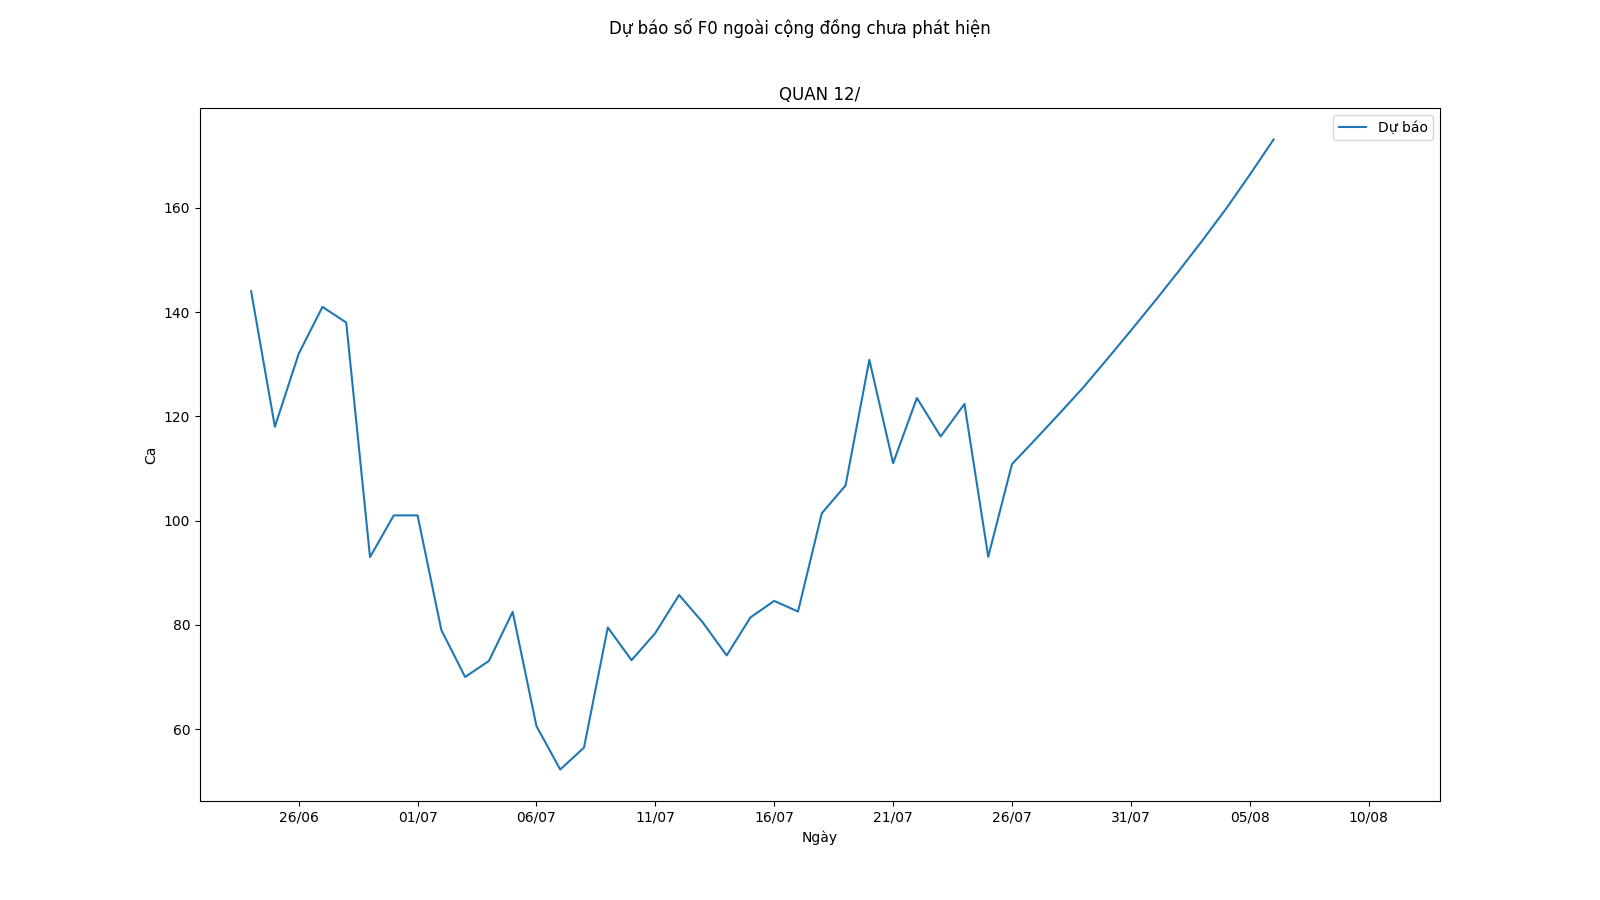 Dự báo số F0 ngoài cộng đồng chưa phát hiện
QUAN 12/
Dự báo
160
140
120
100
80
60
Ca
26/06 01/07 06/07 11/07 16/07 21/07 26/07 31/07 05/08 10/08
Ngày